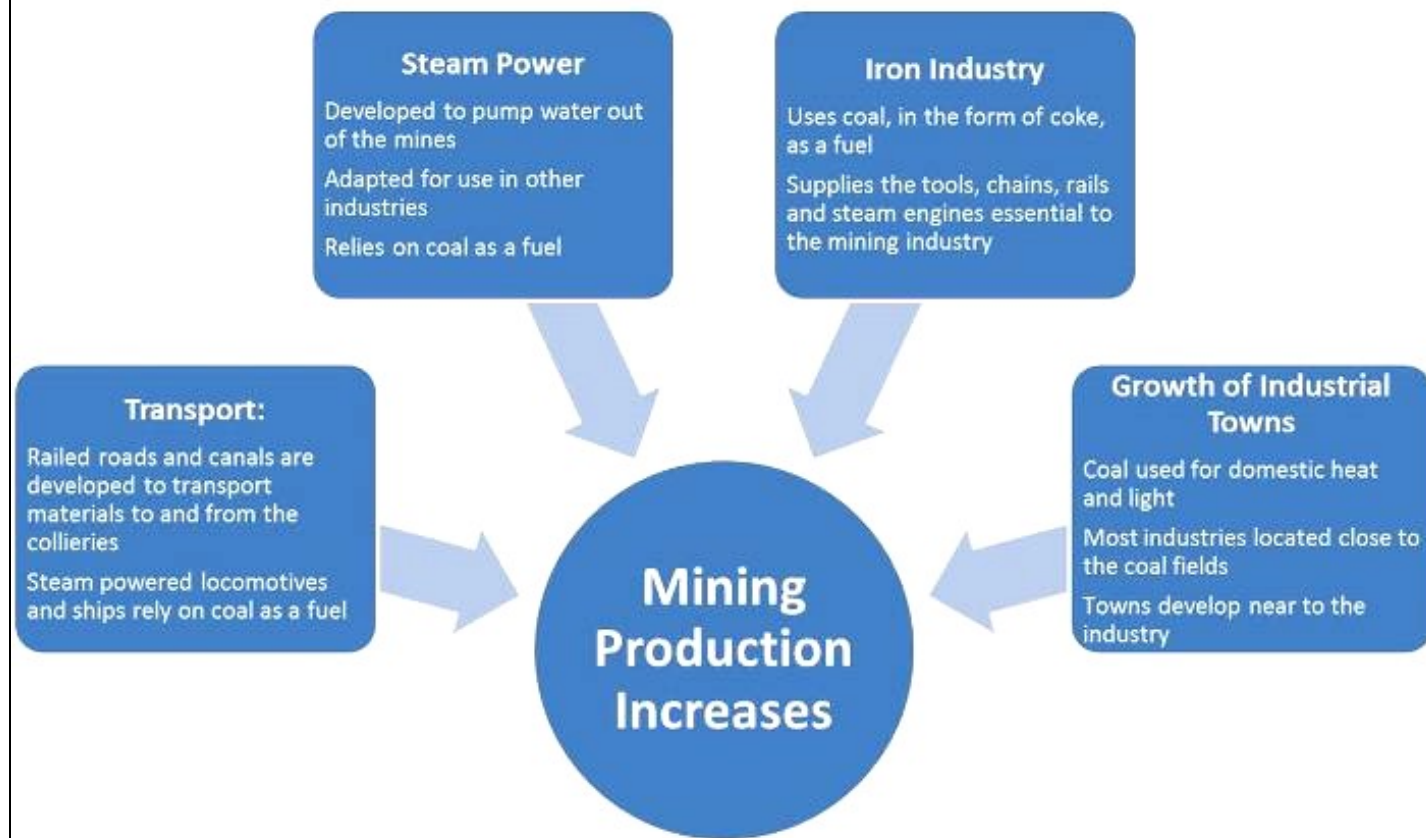 Steam Power
Developed to pump water out
of the mines
Adapted for use in other
industries
Relies on coal as a fuel
Iron Industry
Uses coal, in the form of coke,
as a fuel
Supplies the tools, chains, rails
and steam engines essential to
the mining industry
Transport:
Railed roads and canals are
developed to transport
materials to and from the
collieries
Steam powered locomotives
and ships rely on coal as a fuel
Growth of Industrial
Towns
Coal used for domestic heat
and light
Most industries located close to
the coal fields
Towns develop near to the
industry
Mining
Production
Increases